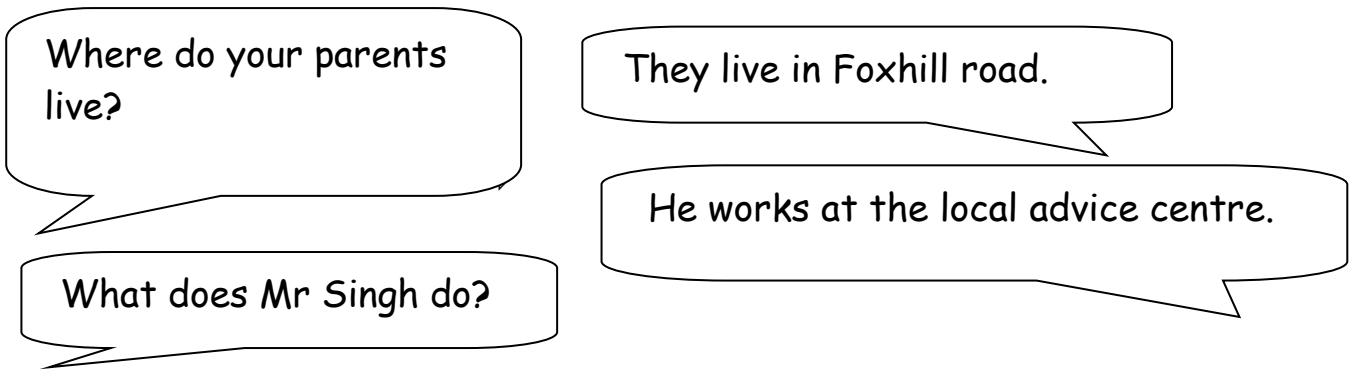 Where do your parents
live?
They live in Foxhill road.
What does Mr Singh do?
He works at the local advice centre.